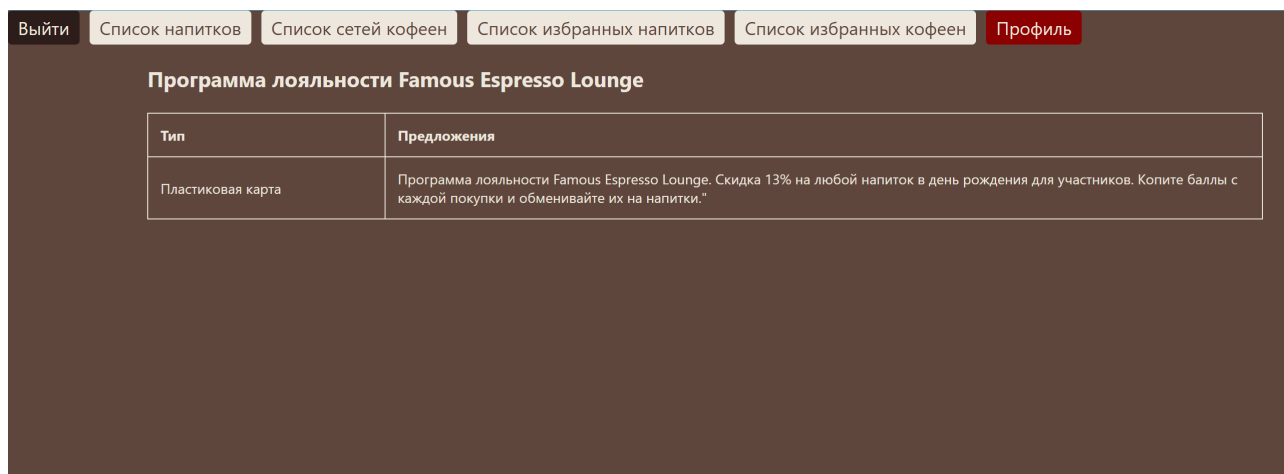 Выйти Список напитков Список сетей кофеен Список избранных напитков Список избранных кофеен Профиль
Программа лояльности Famous Espresso Lounge
Тип Предложения
Пластиковая карта
Программа лояльности Famous Espresso Lounge. Скидка 13% на любой напиток в день рождения для участников. Копите баллы с
каждой покупки и обменивайте их на напитки."